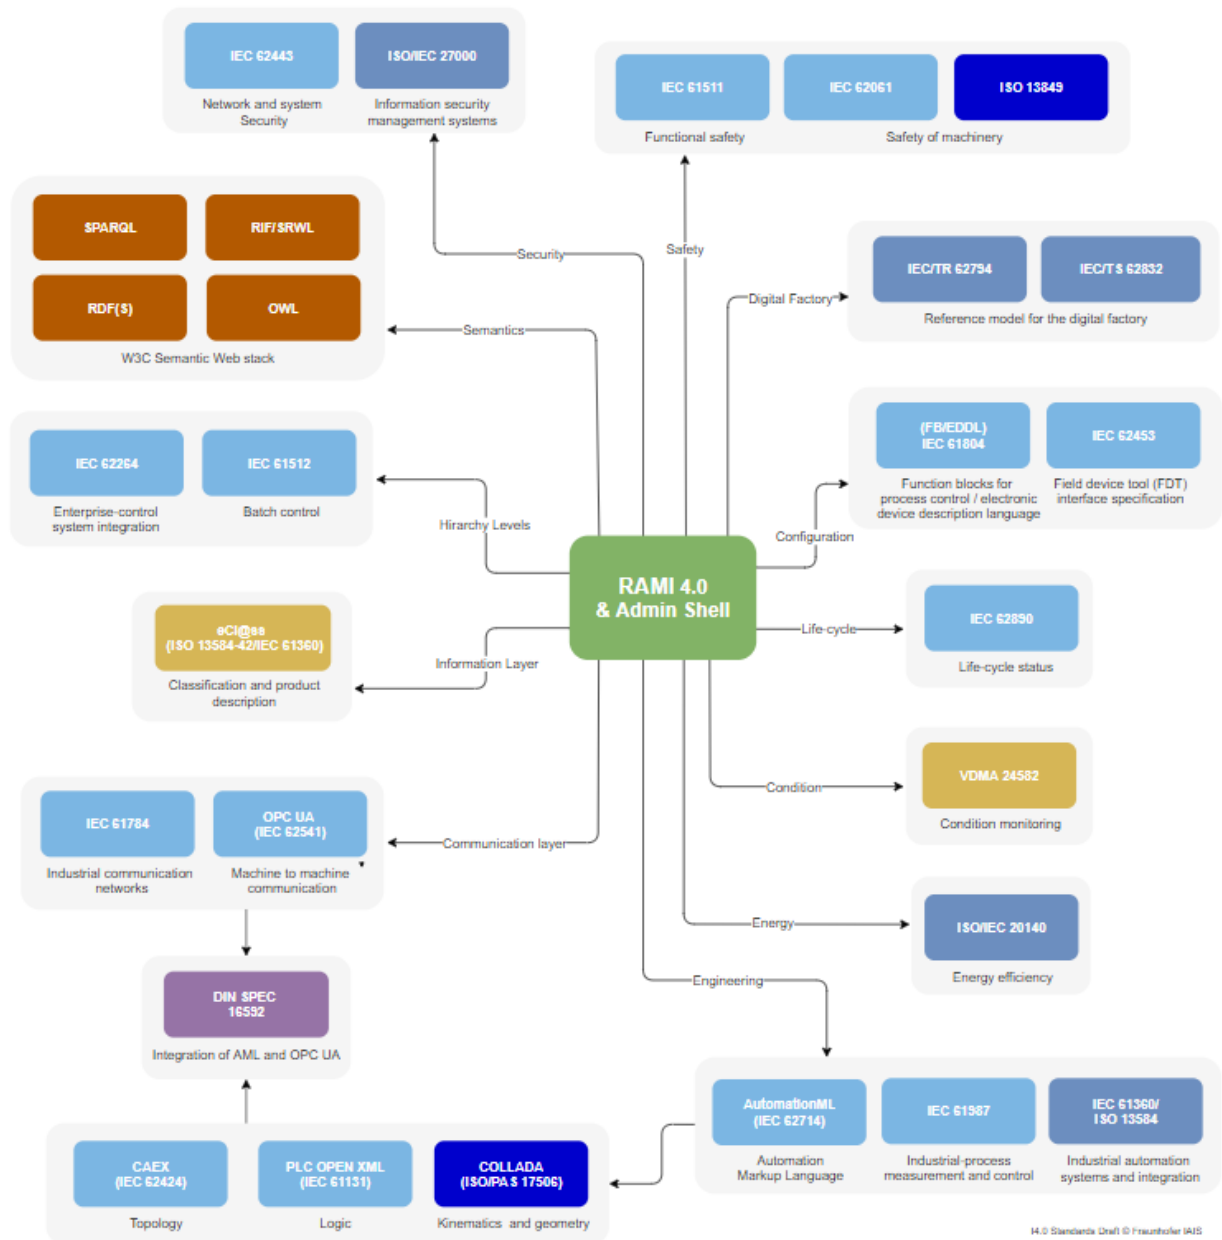 IEC 62443
ISO/IEC 27000
Network and system
Security
Information security
management systems
IEC 61511
IEC 62061
ISO 13849
Functional safety
Safety of machinery
SPARQL
RIF/SRWL
RDF(S)
OWL
W3C Semantic Web stack
Security
Safety
Semantics
Digital Factory
IEC/TR 62794
IEC/TS 62832
Reference model for the digital factory
IEC 62264
IEC 61512
Enterprise-control
system integration
Batch control
Hirarchy Levels
(FB/EDDL)
IEC 61804
IEC 62453
Function blocks for
process control / electronic
device description language
Field device tool (FDT)
interface specification
Configuration
RAMI 4.0
& Admin Shell
eCl@ss
(ISO 13584-42/IEC 61360)
Classification and product
description
Information Layer
Life-cycle
IEC 62890
Life-cycle status
VDMA 24582
Condition monitoring
Condition
IEC 61784
OPC UA
(IEC 62541)
Industrial communication
networks
Machine to machine
communication
Communication layer
Energy
ISO/IEC 20140
Energy efficiency
Engineering
DIN SPEC
16592
Integration of AML and OPC UA
AutomationML
(IEC 62714)
IEC 61987
IEC 61360/
ISO 13584
Automation
Markup Language
Industrial-process
measurement and control
Industrial automation
systems and integration
CAEX
(IEC 62424)
PLC OPEN XML
(IEC 61131)
COLLADA
(ISO/PAS 17506)
Topology
Logic
Kinematics and geometry
I4.0 Standards Draft © Fraunhofer IAIS